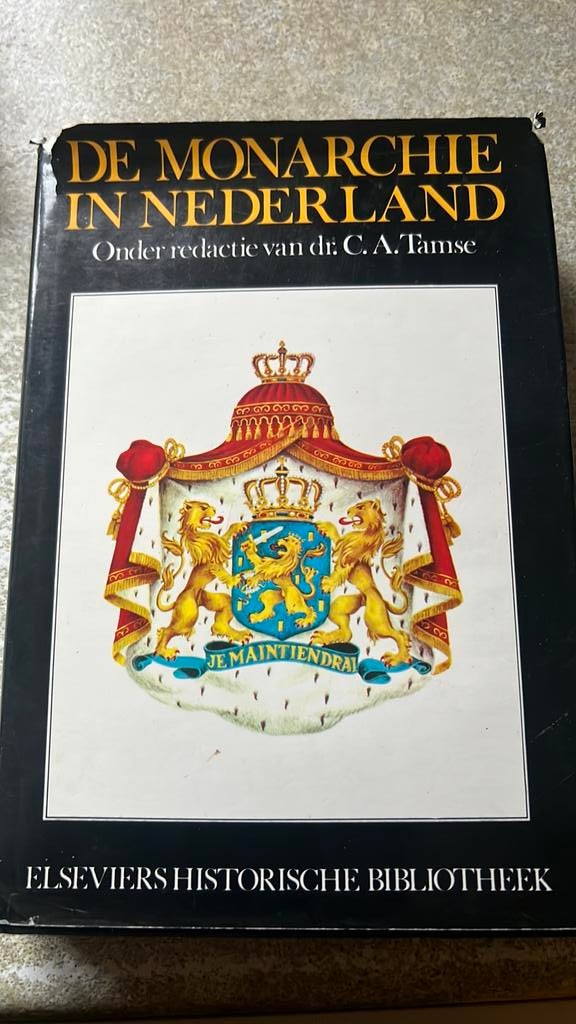 DE MONARCHIE
IN NEDERLAND
Onder redactie van dr. C. A. Tamse
JE MAINTIENDRAI
ELSEVIERS HISTORISCHE BIBLIOTHEEK